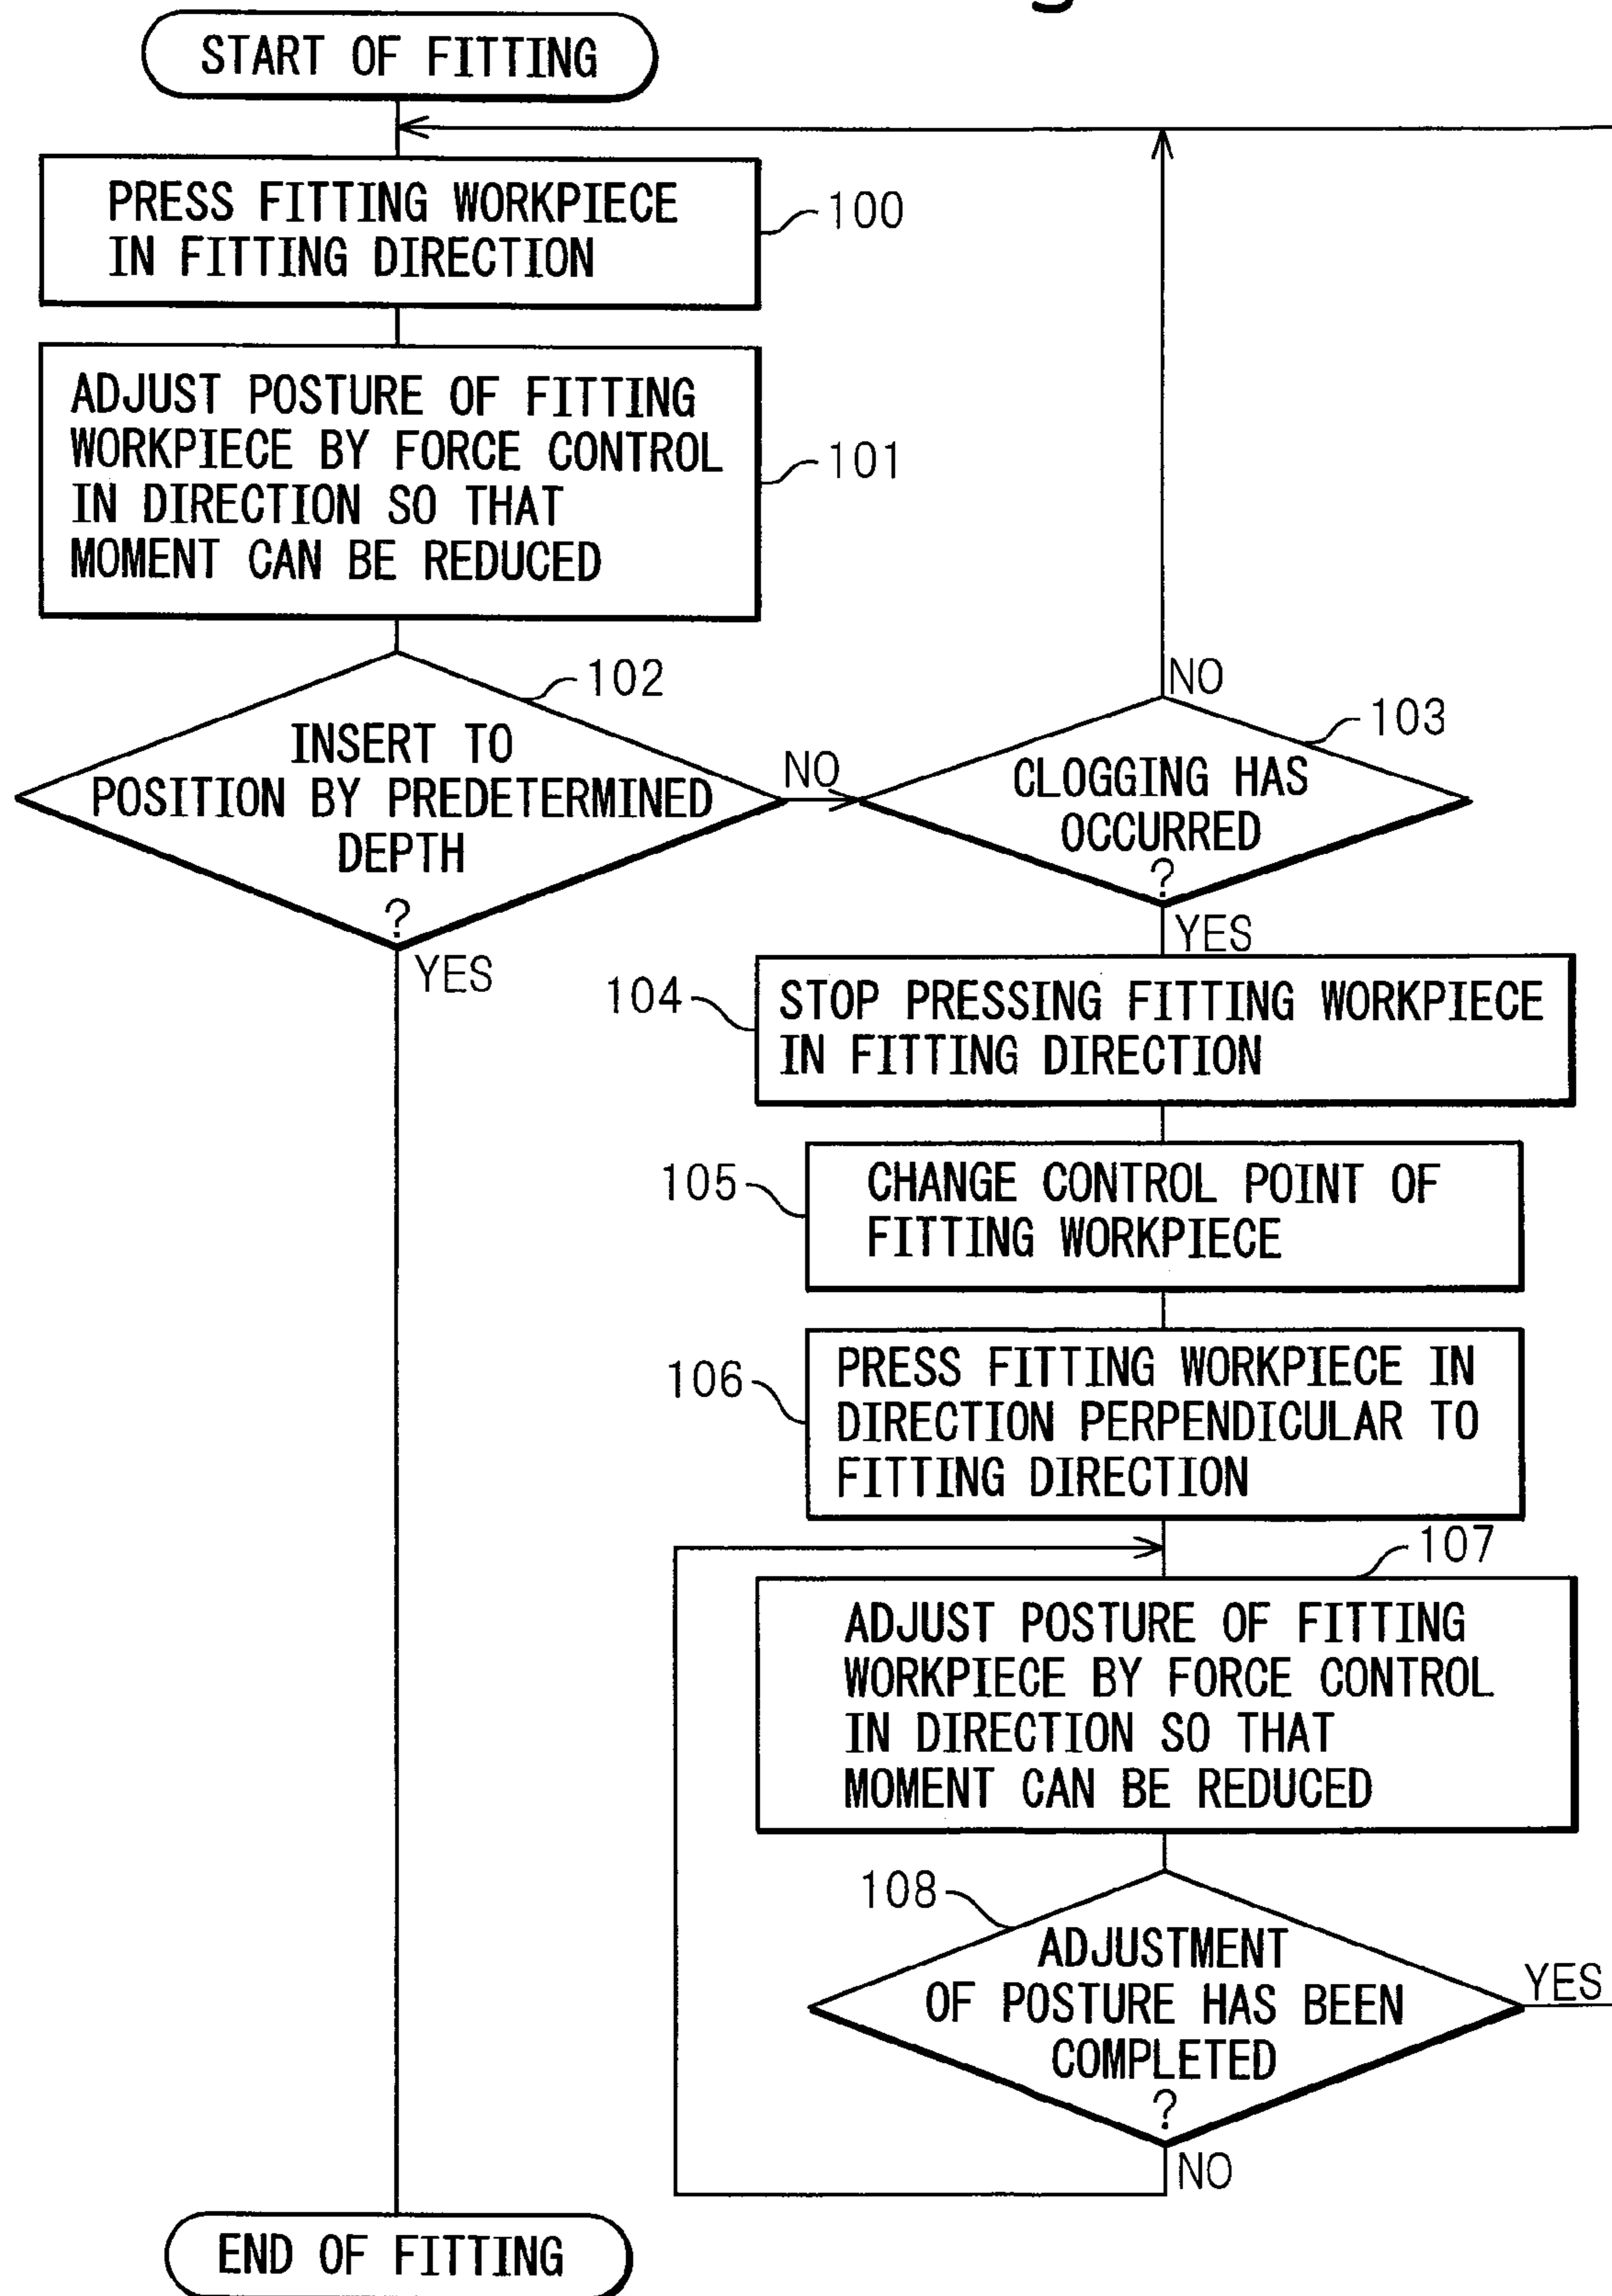 START OF FITTING
PRESS FITTING WORKPIECE
IN FITTING DIRECTION
100
ADJUST POSTURE OF FITTING
WORKPIECE BY FORCE CONTROL
IN DIRECTION SO THAT
MOMENT CAN BE REDUCED
101
102
INSERT TO
POSITION BY PREDETERMINED
DEPTH
?
NO
YES
NO
103
CLOGGING HAS
OCCURRED
?
YES
104
STOP PRESSING FITTING WORKPIECE
IN FITTING DIRECTION
105
CHANGE CONTROL POINT OF
FITTING WORKPIECE
106
PRESS FITTING WORKPIECE IN
DIRECTION PERPENDICULAR TO
FITTING DIRECTION
107
ADJUST POSTURE OF FITTING
WORKPIECE BY FORCE CONTROL
IN DIRECTION SO THAT
MOMENT CAN BE REDUCED
108
ADJUSTMENT
OF POSTURE HAS BEEN
COMPLETED
?
YES
NO
END OF FITTING